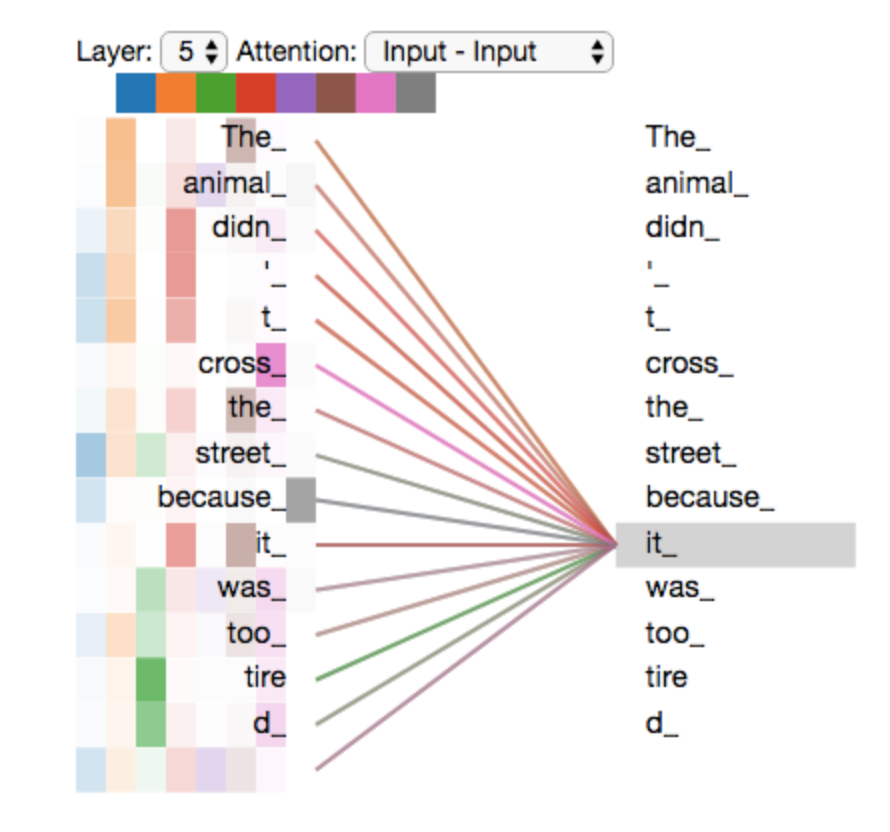 Layer: 5 Attention: Input - Input
The_ The_
animal_ animal_
didn_ didn_
'_ '_
t_ t_
cross_ cross_
the_ the_
street_ street_
because_ because_
it_ it_
was_ was_
too_ too_
tire tire
d_ d_